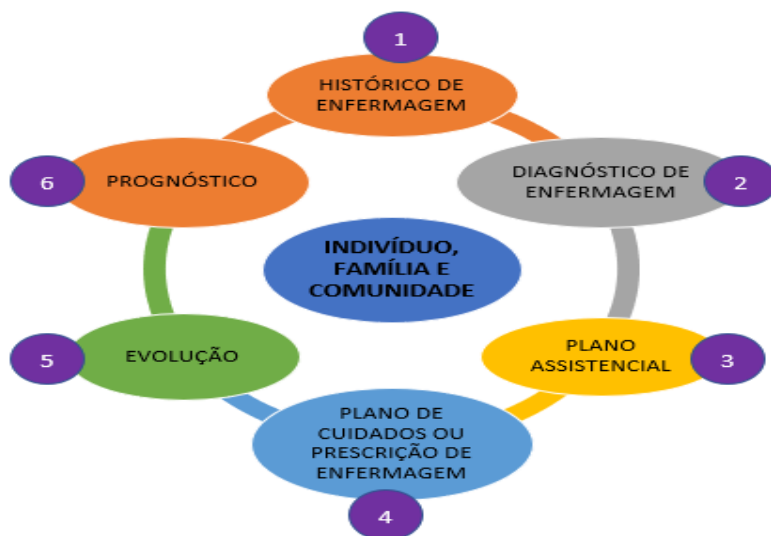 1
HISTÓRICO DE
ENFERMAGEM
6
PROGNÓSTICO
DIAGNÓSTICO DE
ENFERMAGEM
2
INDIVÍDUO,
FAMÍLIA E
COMUNIDADE
5
EVOLUÇÃO
PLANO
ASSISTENCIAL
3
PLANO DE
CUIDADOS OU
PRESCRIÇÃO DE
ENFERMAGEM
4